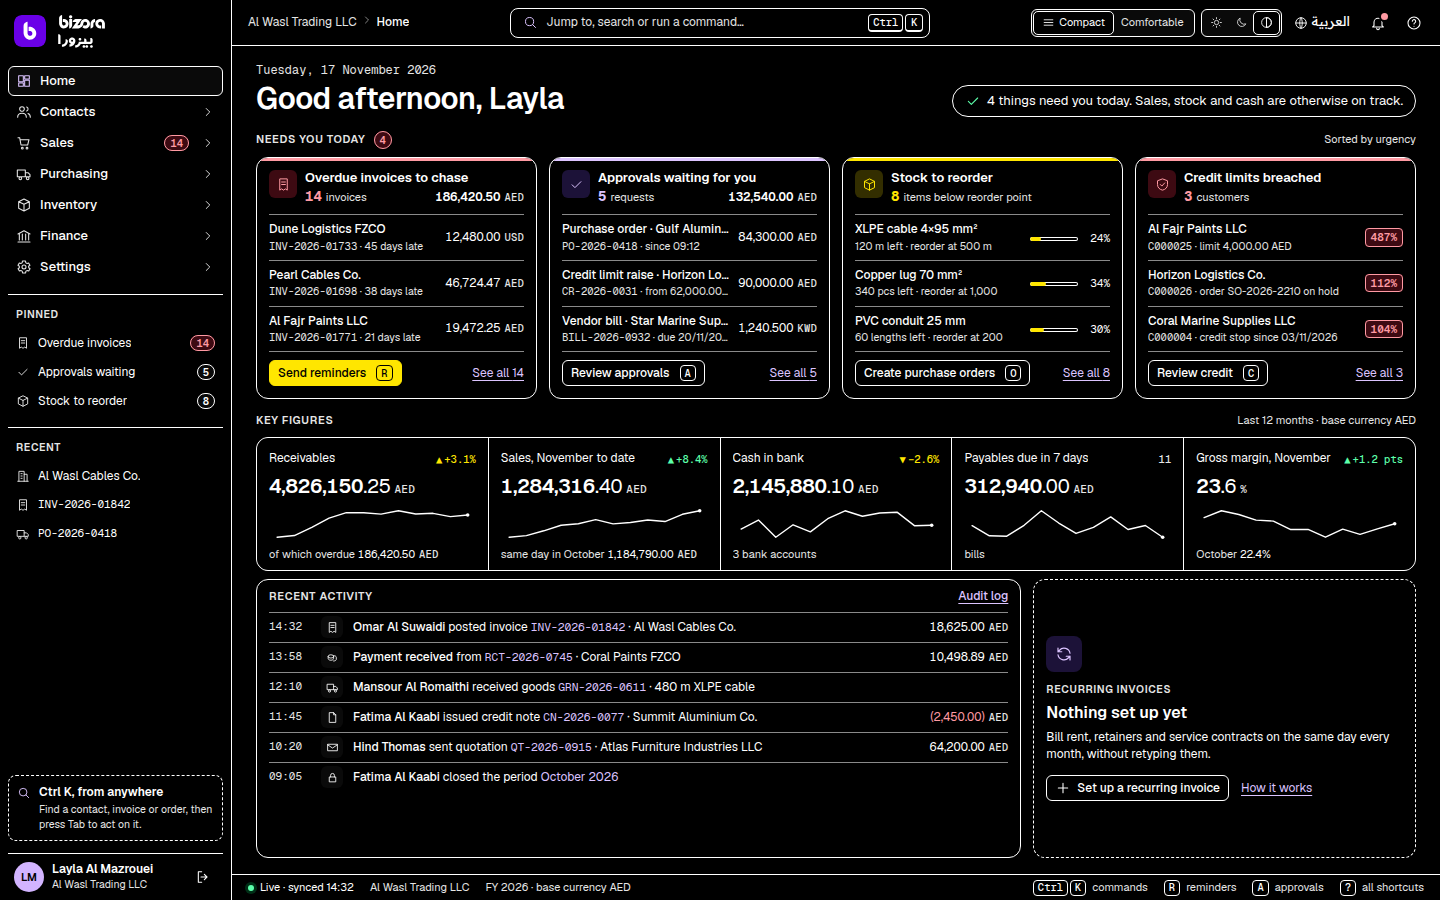 bizora
بيزورا
Home
Contacts
Sales 14
Purchasing
Inventory
Finance
Settings
PINNED
Overdue invoices 14
Approvals waiting 5
Stock to reorder 8
RECENT
Al Wasl Cables Co.
INV-2026-01842
PO-2026-0418
Ctrl K, from anywhere
Find a contact, invoice or order, then
press Tab to act on it.
LM Layla Al Mazrouei
Al Wasl Trading LLC
Al Wasl Trading LLC Home
Jump to, search or run a command... Ctrl K
Compact Comfortable
العربية
Tuesday, 17 November 2026
Good afternoon, Layla
4 things need you today. Sales, stock and cash are otherwise on track.
NEEDS YOU TODAY 4
Sorted by urgency
Overdue invoices to chase
14 invoices 186,420.50 AED
Dune Logistics FZCO
INV-2026-01733 · 45 days late
12,480.00 USD
Pearl Cables Co.
INV-2026-01698 · 38 days late
46,724.47 AED
Al Fajr Paints LLC
INV-2026-01771 · 21 days late
19,472.25 AED
Send reminders R See all 14
Approvals waiting for you
5 requests 132,540.00 AED
Purchase order · Gulf Alumin...
PO-2026-0418 · since 09:12
84,300.00 AED
Credit limit raise · Horizon Lo...
CR-2026-0031 · from 62,000.00...
90,000.00 AED
Vendor bill · Star Marine Sup...
BILL-2026-0932 · due 20/11/20...
1,240.500 KWD
Review approvals A See all 5
Stock to reorder
8 items below reorder point
XLPE cable 4×95 mm²
120 m left · reorder at 500 m
24%
Copper lug 70 mm²
340 pcs left · reorder at 1,000
34%
PVC conduit 25 mm
60 lengths left · reorder at 200
30%
Create purchase orders O See all 8
Credit limits breached
3 customers
Al Fajr Paints LLC
C000025 · limit 4,000.00 AED
487%
Horizon Logistics Co.
C000026 · order SO-2026-2210 on hold
112%
Coral Marine Supplies LLC
C000004 · credit stop since 03/11/2026
104%
Review credit C See all 3
KEY FIGURES
Last 12 months · base currency AED
Receivables ▲+3.1%
4,826,150.25 AED
of which overdue 186,420.50 AED
Sales, November to date ▲+8.4%
1,284,316.40 AED
same day in October 1,184,790.00 AED
Cash in bank ▼−2.6%
2,145,880.10 AED
3 bank accounts
Payables due in 7 days 11
312,940.00 AED
bills
Gross margin, November ▲+1.2 pts
23.6 %
October 22.4%
RECENT ACTIVITY Audit log
14:32 Omar Al Suwaidi posted invoice INV-2026-01842 · Al Wasl Cables Co. 18,625.00 AED
13:58 Payment received from RCT-2026-0745 · Coral Paints FZCO 10,498.89 AED
12:10 Mansour Al Romaithi received goods GRN-2026-0611 · 480 m XLPE cable
11:45 Fatima Al Kaabi issued credit note CN-2026-0077 · Summit Aluminium Co. (2,450.00) AED
10:20 Hind Thomas sent quotation QT-2026-0915 · Atlas Furniture Industries LLC 64,200.00 AED
09:05 Fatima Al Kaabi closed the period October 2026
RECURRING INVOICES
Nothing set up yet
Bill rent, retainers and service contracts on the same day every
month, without retyping them.
Set up a recurring invoice How it works
Live · synced 14:32 Al Wasl Trading LLC FY 2026 · base currency AED
Ctrl K commands R reminders A approvals ? all shortcuts